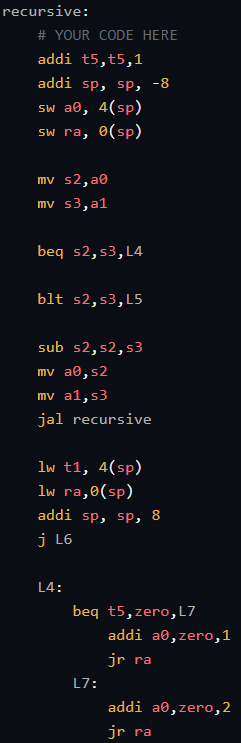 recursive:
# YOUR CODE HERE
addi t5,t5,1
addi sp, sp, -8
sw a0, 4(sp)
sw ra, 0(sp)
mv s2,a0
mv s3,a1
beq s2,s3,L4
blt s2,s3,L5
sub s2,s2,s3
mv a0,s2
mv a1,s3
jal recursive
lw t1, 4(sp)
lw ra,0(sp)
addi sp, sp, 8
j L6
L4:
beq t5,zero,L7
addi a0,zero,1
jr ra
L7:
addi a0,zero,2
jr ra